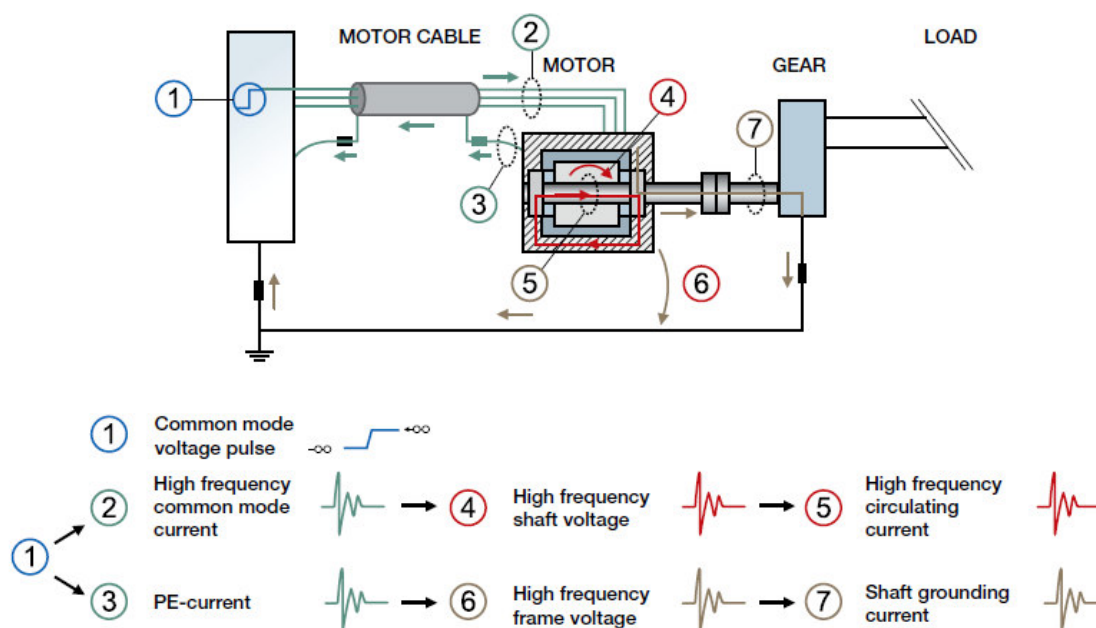 2
MOTOR CABLE
LOAD
MOTOR
GEAR
1
4
7
3
5
6
1
Common mode
voltage pulse
-∞
←∞
2
High frequency
common mode
current
4
High frequency
shaft voltage
5
High frequency
circulating
current
1
3
PE-current
6
High frequency
frame voltage
7
Shaft grounding
current